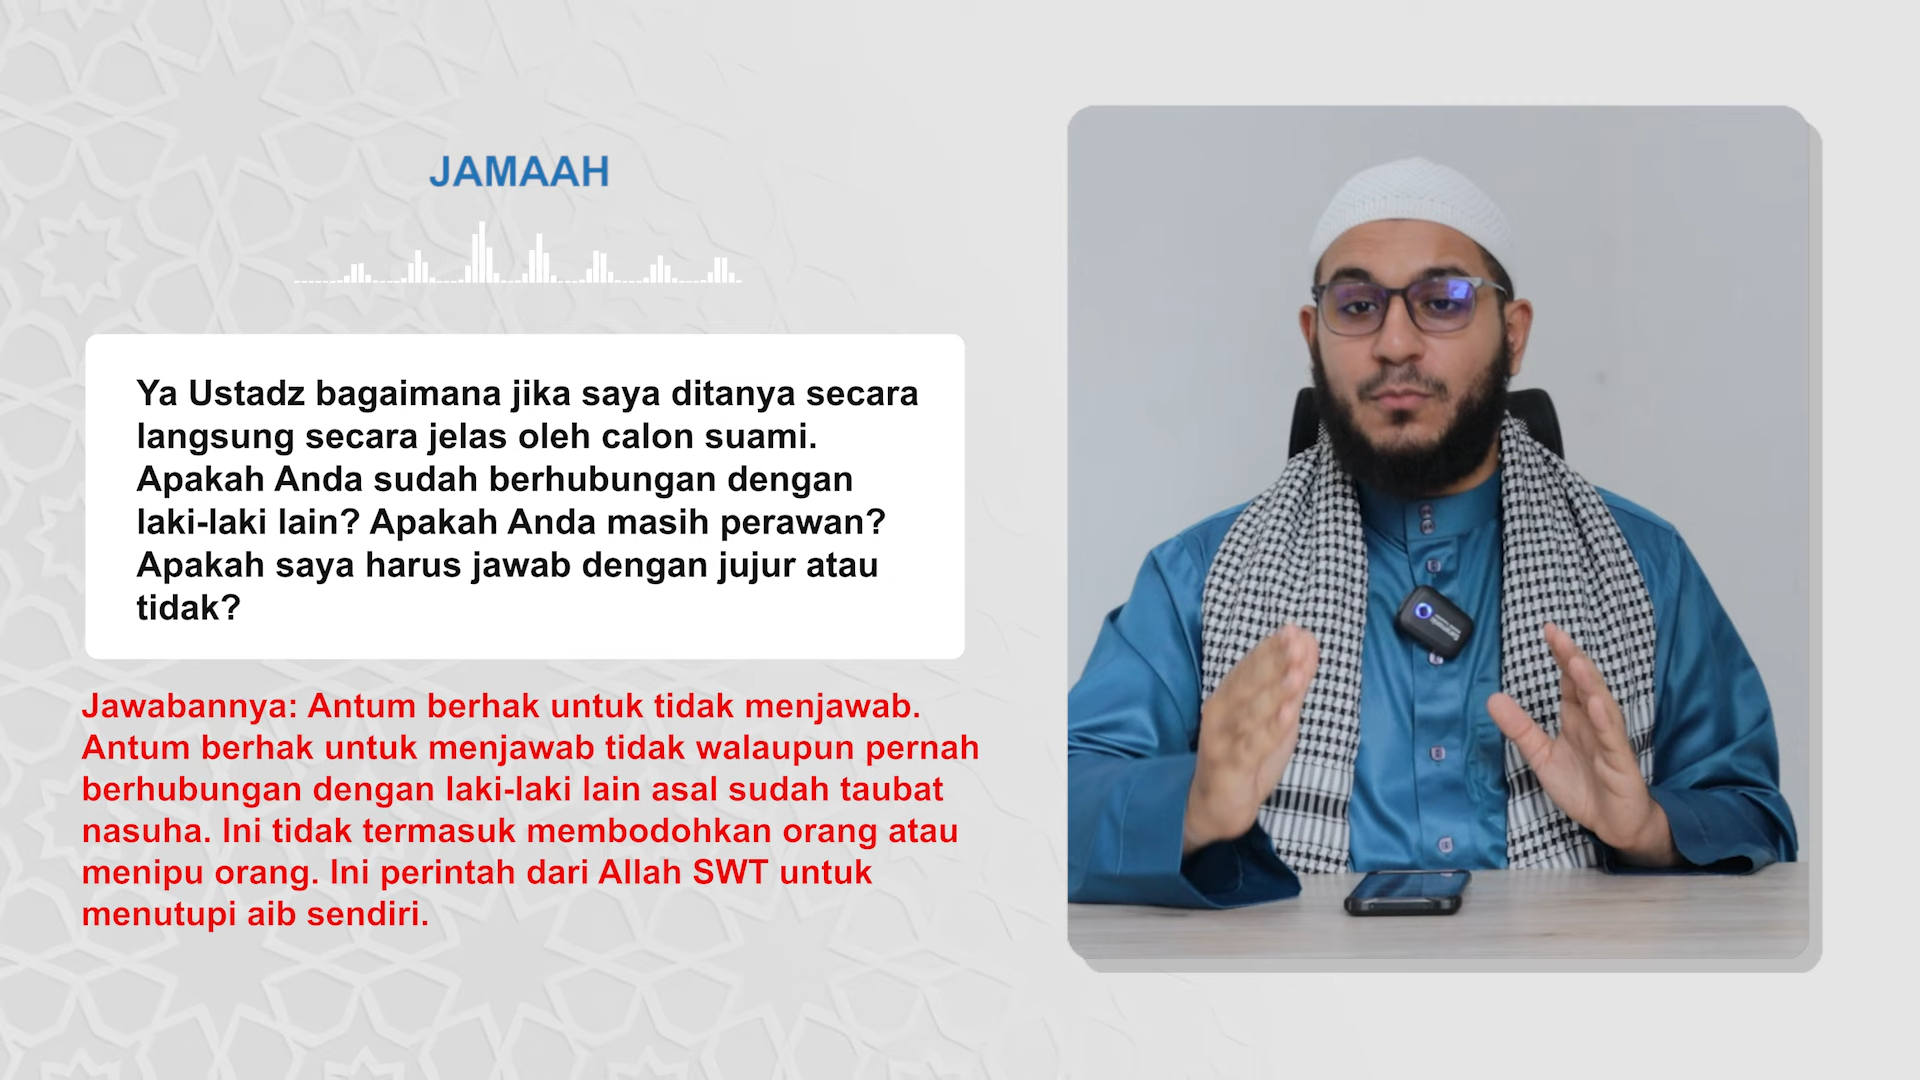 JAMAAH
Ya Ustadz bagaimana jika saya ditanya secara
langsung secara jelas oleh calon suami.
Apakah Anda sudah berhubungan dengan
laki-laki lain? Apakah Anda masih perawan?
Apakah saya harus jawab dengan jujur atau
tidak?
Jawabannya: Antum berhak untuk tidak menjawab.
Antum berhak untuk menjawab tidak walaupun pernah
berhubungan dengan laki-laki lain asal sudah taubat
nasuha. Ini tidak termasuk membodohkan orang atau
menipu orang. Ini perintah dari Allah SWT untuk
menutupi aib sendiri.